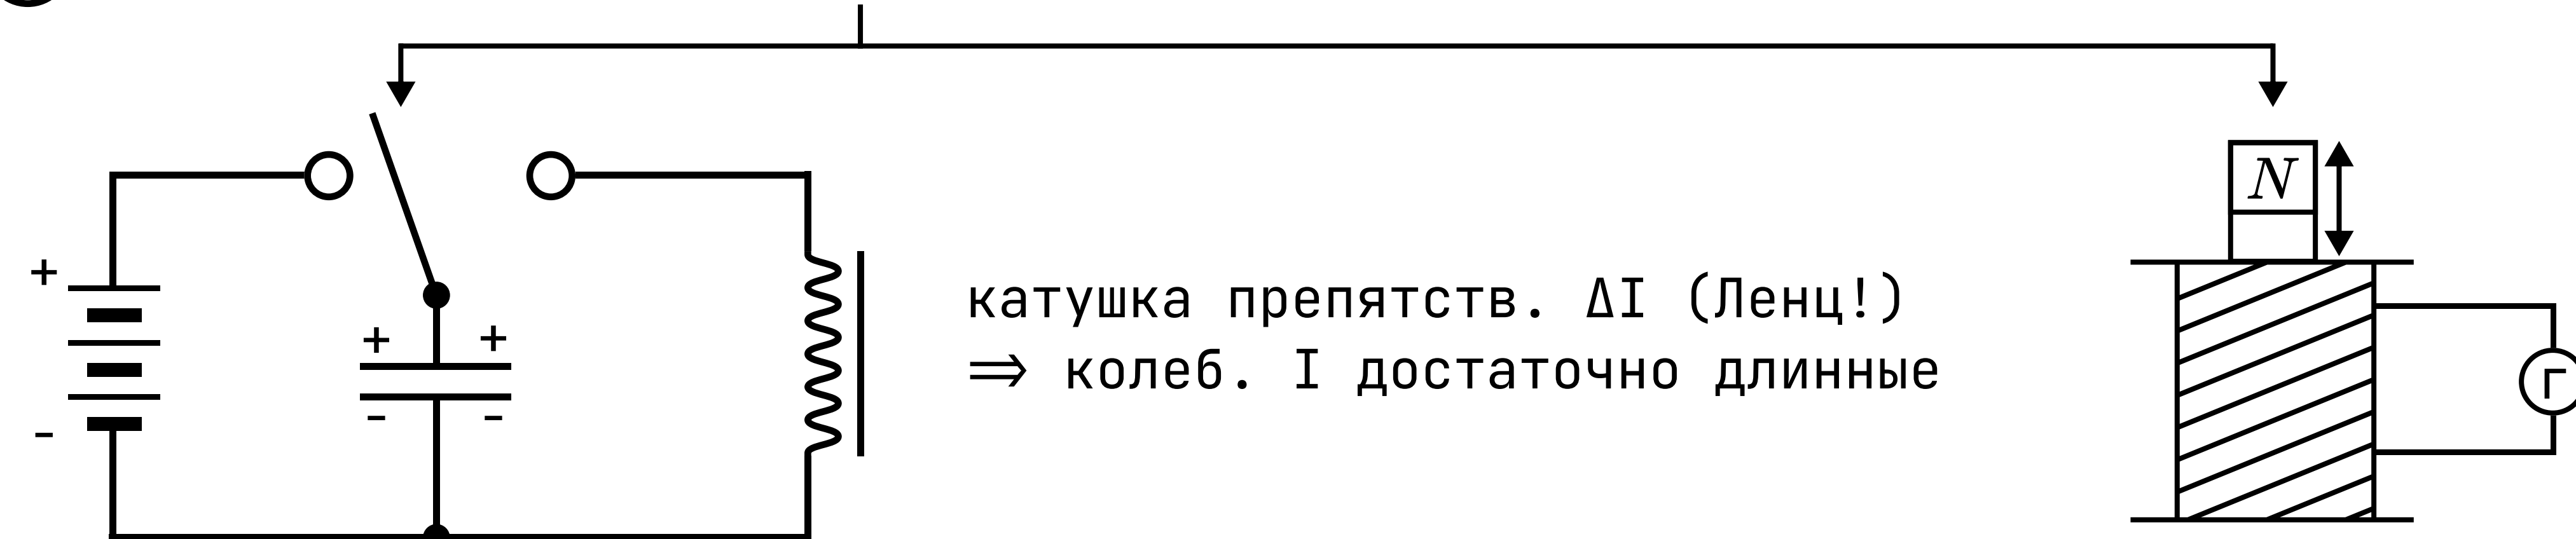 N
+
+ +
катушка препятств. ΔI (Ленц!)
⇒ колеб. I достаточно длинные
Г
- -
-